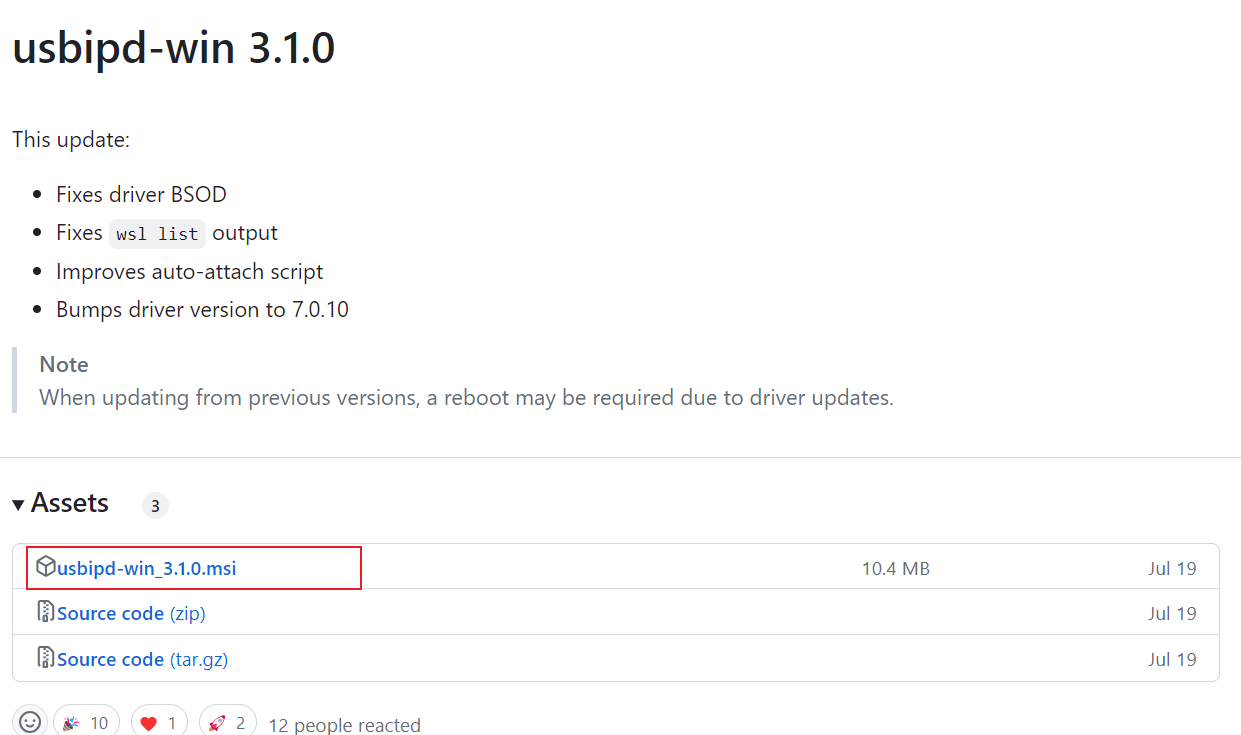 usbipd-win 3.1.0
This update:
Fixes driver BSOD
Fixes wsl list output
Improves auto-attach script
Bumps driver version to 7.0.10
Note
When updating from previous versions, a reboot may be required due to driver updates.
Assets 3
usbipd-win_3.1.0.msi 10.4 MB Jul 19
Source code (zip) Jul 19
Source code (tar.gz) Jul 19
10 1 2 12 people reacted